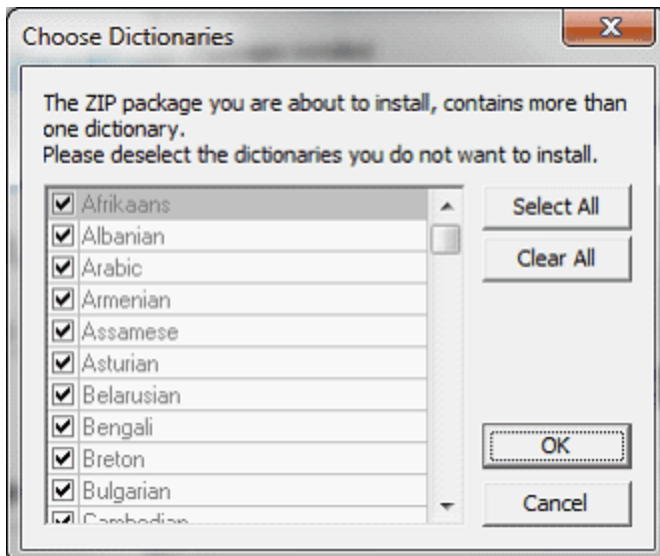 Choose Dictionaries
The ZIP package you are about to install, contains more than
one dictionary.
Please deselect the dictionaries you do not want to install.
Afrikaans
Albanian
Arabic
Armenian
Assamese
Asturian
Belarusian
Bengali
Breton
Bulgarian
Cambodian
Select All
Clear All
OK
Cancel